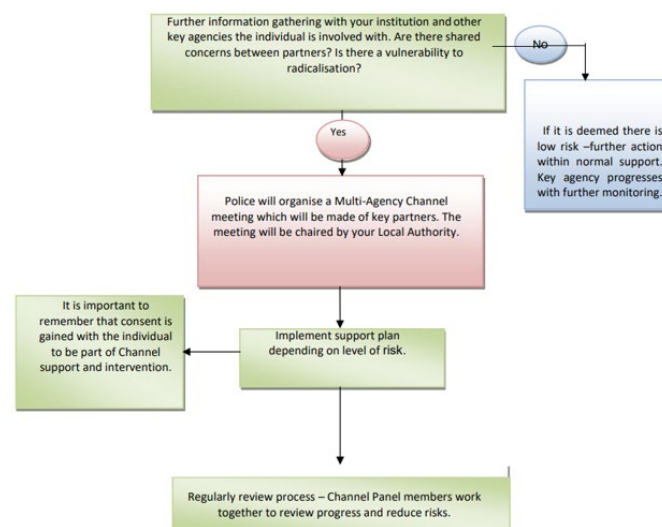 Further information gathering with your institution and other
key agencies the individual is involved with. Are there shared
concerns between partners? Is there a vulnerability to
radicalisation?
No
Yes
If it is deemed there is
low risk –further action
within normal support.
Key agency progresses
with further monitoring.
Police will organise a Multi-Agency Channel
meeting which will be made of key partners. The
meeting will be chaired by your Local Authority.
It is important to
remember that consent is
gained with the individual
to be part of Channel
support and intervention.
Implement support plan
depending on level of risk.
Regularly review process – Channel Panel members work
together to review progress and reduce risks.